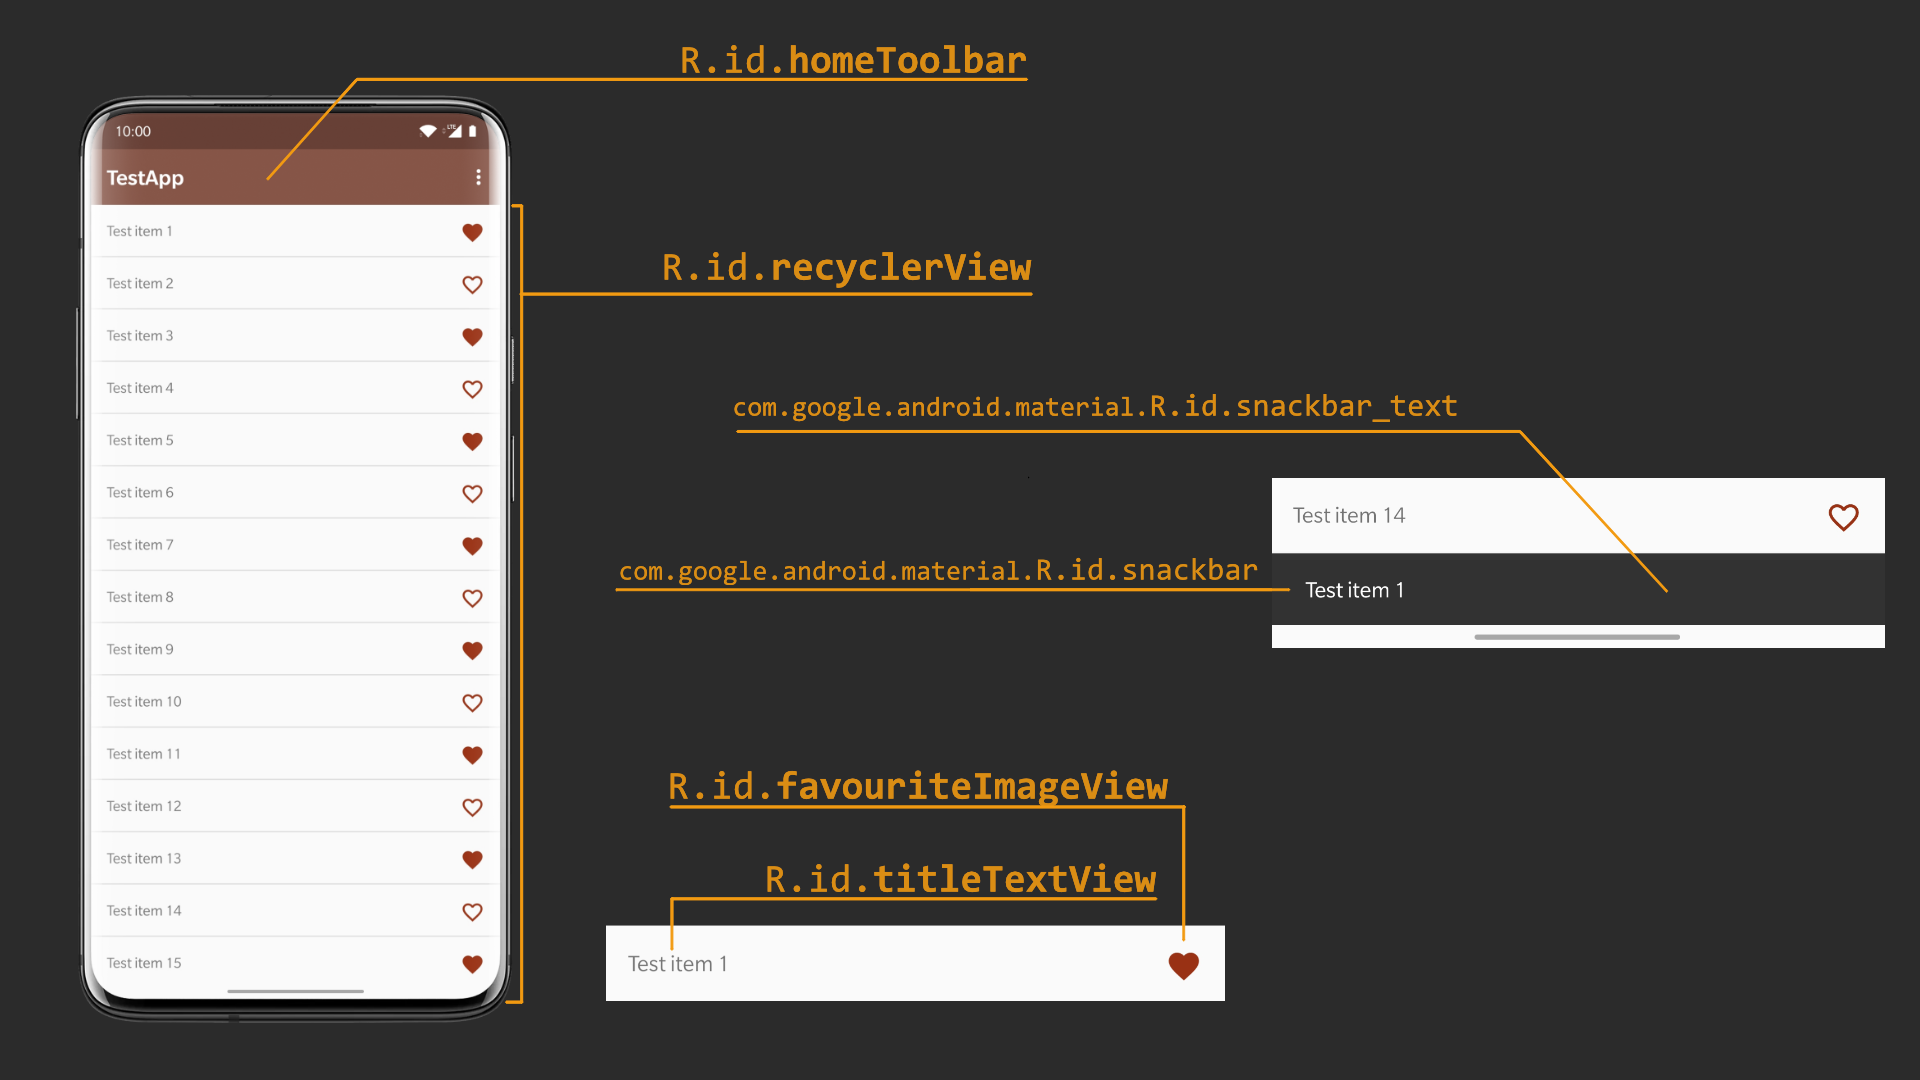 R.id.homeToolbar
10:00
LTE
TestApp
Test item 1
Test item 2
Test item 3
Test item 4
Test item 5
Test item 6
Test item 7
Test item 8
Test item 9
Test item 10
Test item 11
Test item 12
Test item 13
Test item 14
Test item 15
R.id.recyclerView
com.google.android.material.R.id.snackbar_text
Test item 14
com.google.android.material.R.id.snackbar
Test item 1
R.id.favouriteImageView
R.id.titleTextView
Test item 1